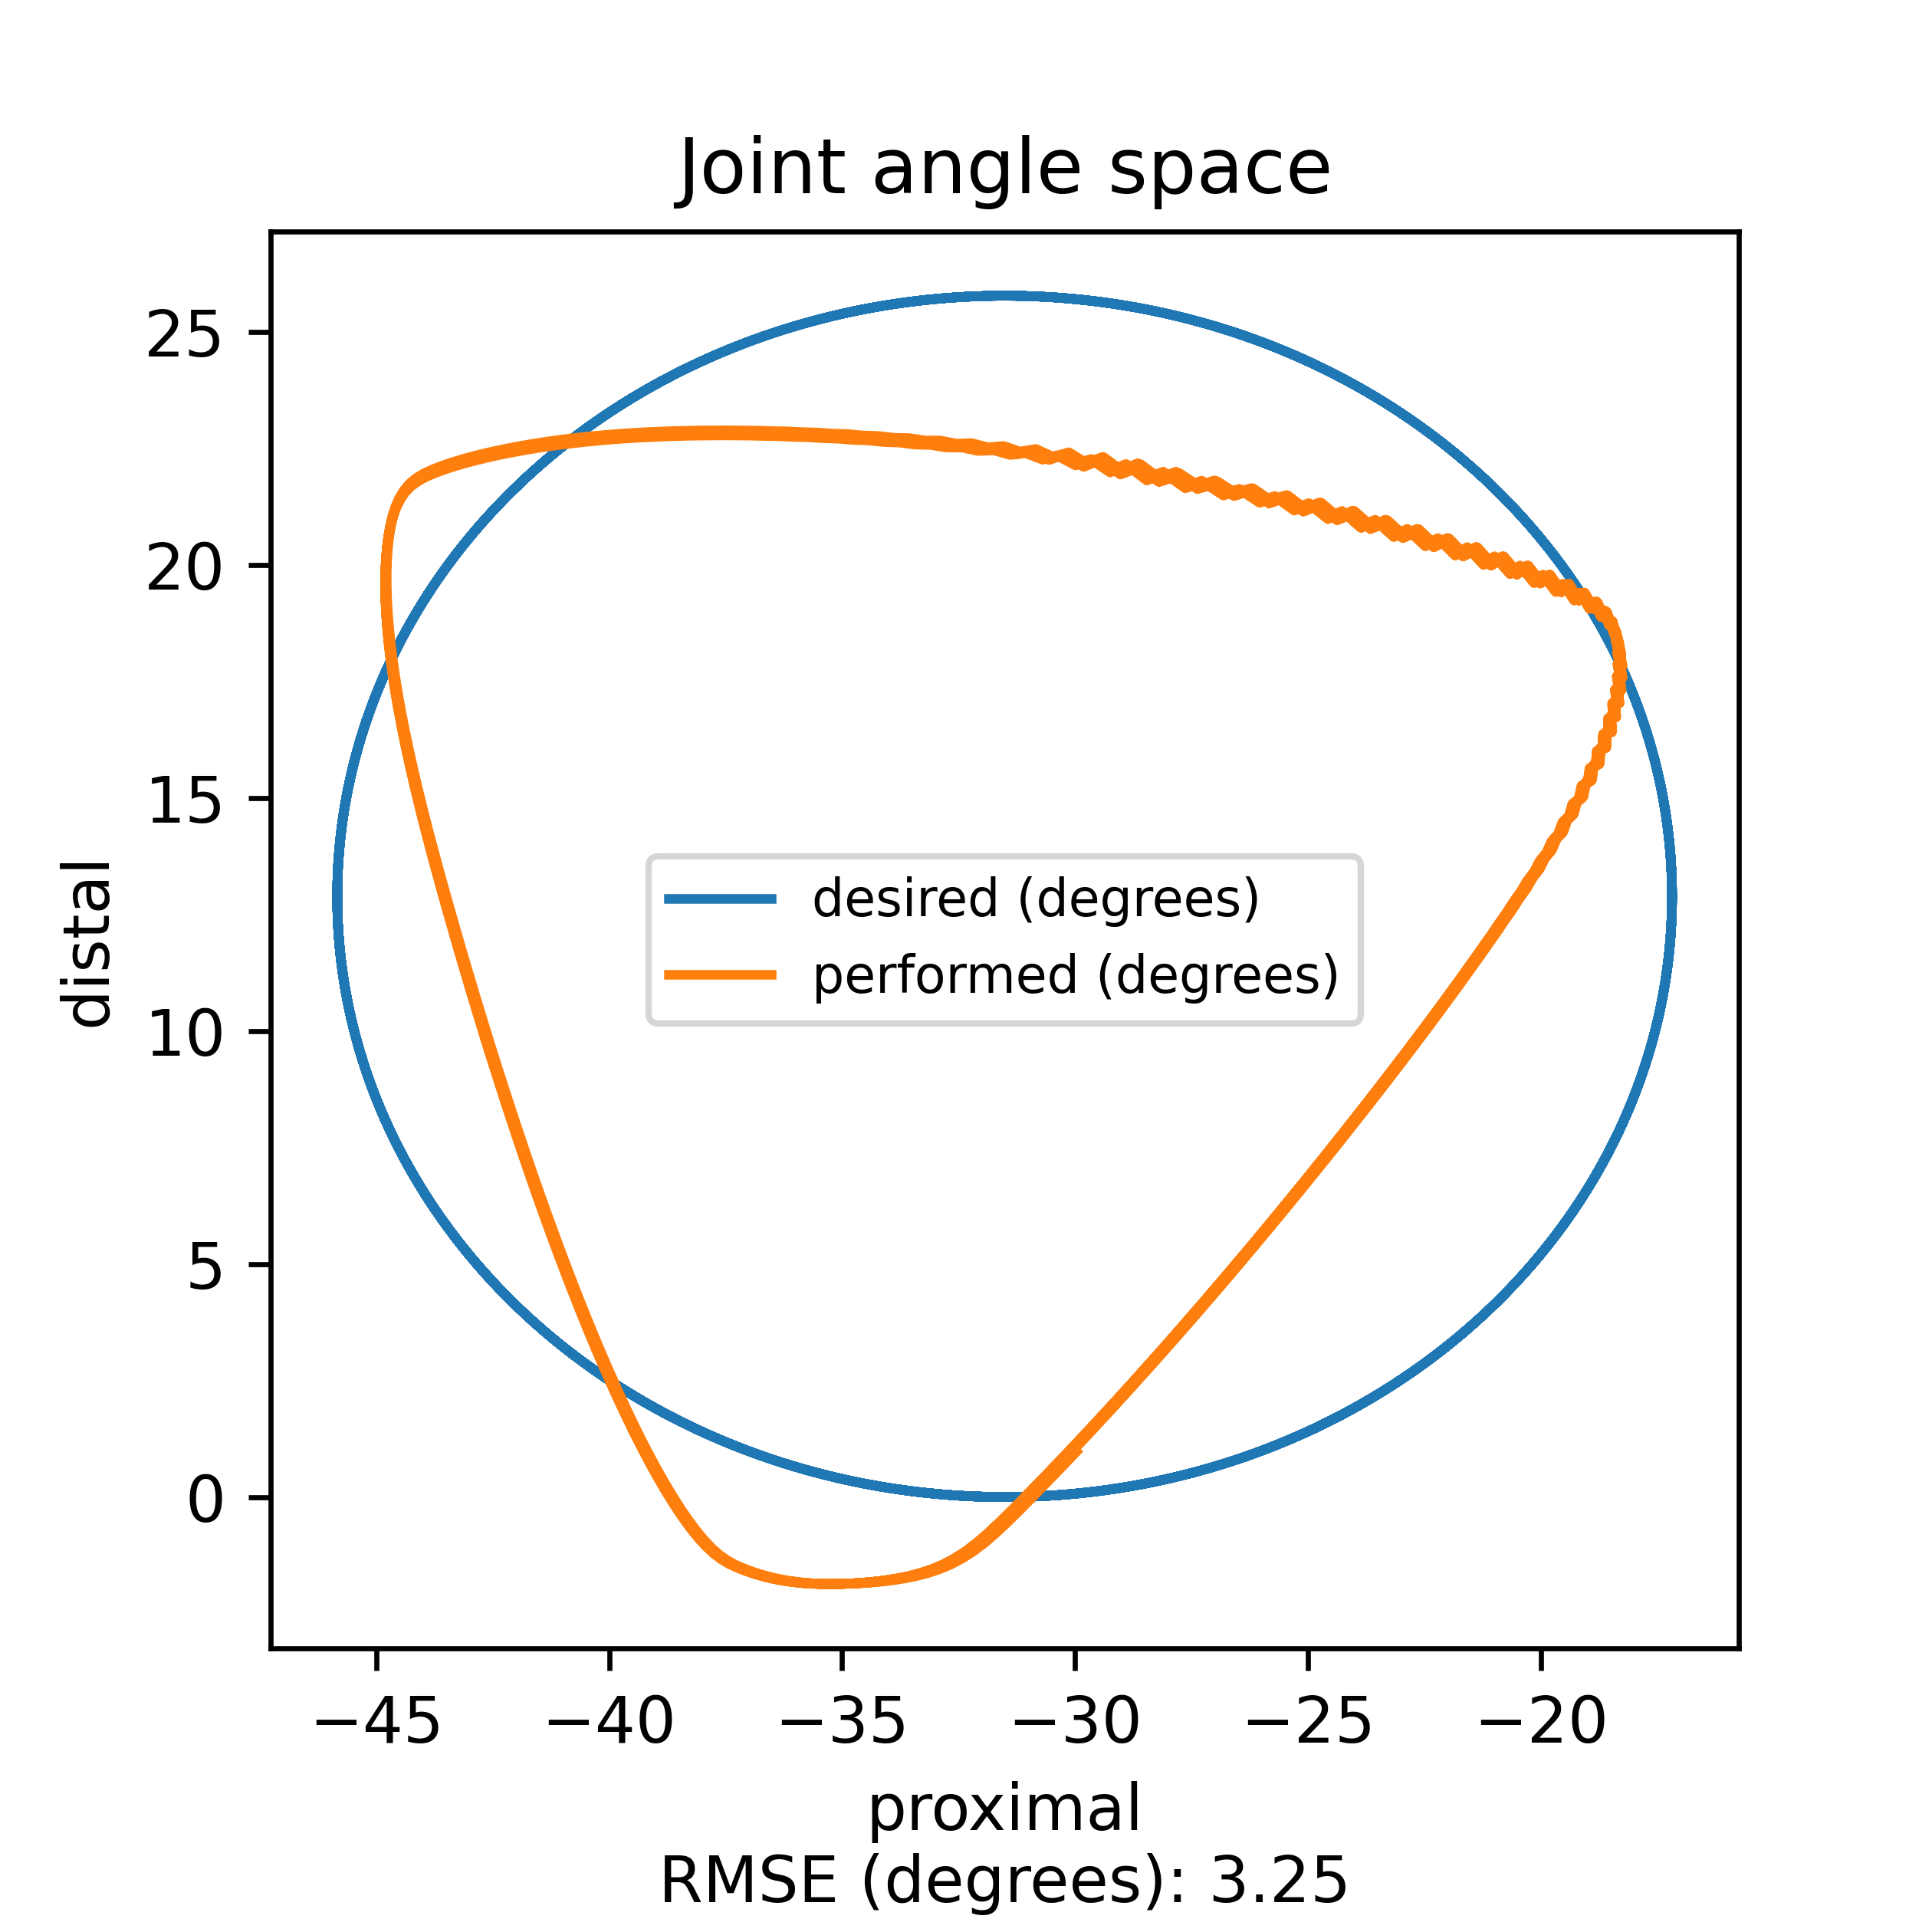 Joint angle space
25
20
15
10
5
0
distal
desired (degrees)
performed (degrees)
−45 −40 −35 −30 −25 −20
proximal
RMSE (degrees): 3.25